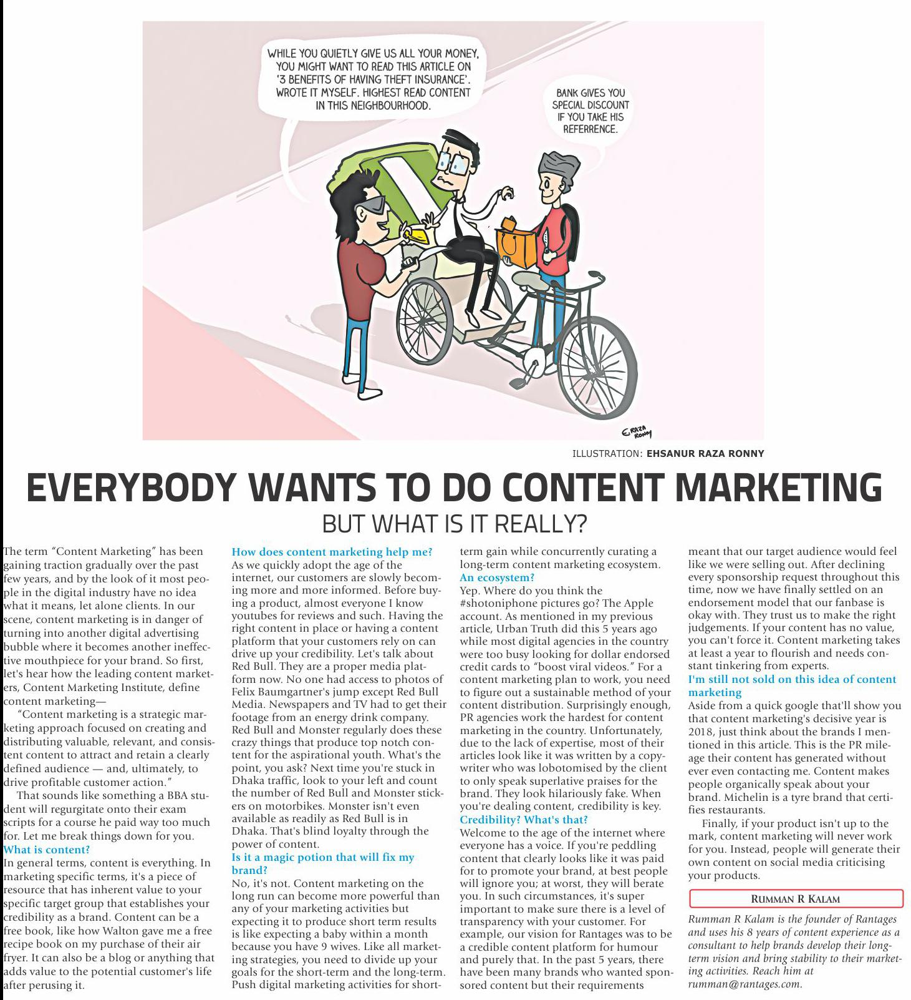 WHILE YOU QUIETLY GIVE US ALL YOUR MONEY,
YOU MIGHT WANT TO READ THIS ARTICLE ON
'3 BENEFITS OF HAVING THEFT INSURANCE'.
WROTE IT MYSELF. HIGHEST READ CONTENT
IN THIS NEIGHBOURHOOD.
BANK GIVES YOU
SPECIAL DISCOUNT
IF YOU TAKE HIS
REFERRENCE.
E.RAZA
RONNY
ILLUSTRATION: EHSANUR RAZA RONNY
EVERYBODY WANTS TO DO CONTENT MARKETING
BUT WHAT IS IT REALLY?
The term “Content Marketing” has been
gaining traction gradually over the past
few years, and by the look of it most peo-
ple in the digital industry have no idea
what it means, let alone clients. In our
scene, content marketing is in danger of
turning into another digital advertising
bubble where it becomes another ineffec-
tive mouthpiece for your brand. So first,
let's hear how the leading content market-
ers, Content Marketing Institute, define
content marketing—
“Content marketing is a strategic mar-
keting approach focused on creating and
distributing valuable, relevant, and consis-
tent content to attract and retain a clearly
defined audience — and, ultimately, to
drive profitable customer action.”
That sounds like something a BBA stu-
dent will regurgitate onto their exam
scripts for a course he paid way too much
for. Let me break things down for you.
What is content?
In general terms, content is everything. In
marketing specific terms, it's a piece of
resource that has inherent value to your
specific target group that establishes your
credibility as a brand. Content can be a
free book, like how Walton gave me a free
recipe book on my purchase of their air
fryer. It can also be a blog or anything that
adds value to the potential customer's life
after perusing it.
How does content marketing help me?
As we quickly adopt the age of the
internet, our customers are slowly becom-
ing more and more informed. Before buy-
ing a product, almost everyone I know
youtubes for reviews and such. Having the
right content in place or having a content
platform that your customers rely on can
drive up your credibility. Let's talk about
Red Bull. They are a proper media plat-
form now. No one had access to photos of
Felix Baumgartner's jump except Red Bull
Media. Newspapers and TV had to get their
footage from an energy drink company.
Red Bull and Monster regularly does these
crazy things that produce top notch con-
tent for the aspirational youth. What's the
point, you ask? Next time you're stuck in
Dhaka traffic, look to your left and count
the number of Red Bull and Monster stick-
ers on motorbikes. Monster isn't even
available as readily as Red Bull is in
Dhaka. That's blind loyalty through the
power of content.
Is it a magic potion that will fix my
brand?
No, it's not. Content marketing on the
long run can become more powerful than
any of your marketing activities but
expecting it to produce short term results
is like expecting a baby within a month
because you have 9 wives. Like all market-
ing strategies, you need to divide up your
goals for the short-term and the long-term.
Push digital marketing activities for short-
term gain while concurrently curating a
long-term content marketing ecosystem.
An ecosystem?
Yep. Where do you think the
#shotoniphone pictures go? The Apple
account. As mentioned in my previous
article, Urban Truth did this 5 years ago
while most digital agencies in the country
were too busy looking for dollar endorsed
credit cards to “boost viral videos.” For a
content marketing plan to work, you need
to figure out a sustainable method of your
content distribution. Surprisingly enough,
PR agencies work the hardest for content
marketing in the country. Unfortunately,
due to the lack of expertise, most of their
articles look like it was written by a copy-
writer who was lobotomised by the client
to only speak superlative praises for the
brand. They look hilariously fake. When
you're dealing content, credibility is key.
Credibility? What's that?
Welcome to the age of the internet where
everyone has a voice. If you're peddling
content that clearly looks like it was paid
for to promote your brand, at best people
will ignore you; at worst, they will berate
you. In such circumstances, it's super
important to make sure there is a level of
transparency with your customer. For
example, our vision for Rantages was to be
a credible content platform for humour
and purely that. In the past 5 years, there
have been many brands who wanted spon-
sored content but their requirements
meant that our target audience would feel
like we were selling out. After declining
every sponsorship request throughout this
time, now we have finally settled on an
endorsement model that our fanbase is
okay with. They trust us to make the right
judgements. If your content has no value,
you can't force it. Content marketing takes
at least a year to flourish and needs con-
stant tinkering from experts.
I'm still not sold on this idea of content
marketing
Aside from a quick google that'll show you
that content marketing's decisive year is
2018, just think about the brands I men-
tioned in this article. This is the PR mile-
age their content has generated without
ever even contacting me. Content makes
people organically speak about your
brand. Michelin is a tyre brand that certi-
fies restaurants.
Finally, if your product isn't up to the
mark, content marketing will never work
for you. Instead, people will generate their
own content on social media criticising
your products.
RUMMAN R KALAM
Rumman R Kalam is the founder of Rantages
and uses his 8 years of content experience as a
consultant to help brands develop their long-
term vision and bring stability to their market-
ing activities. Reach him at
rumman@rantages.com.